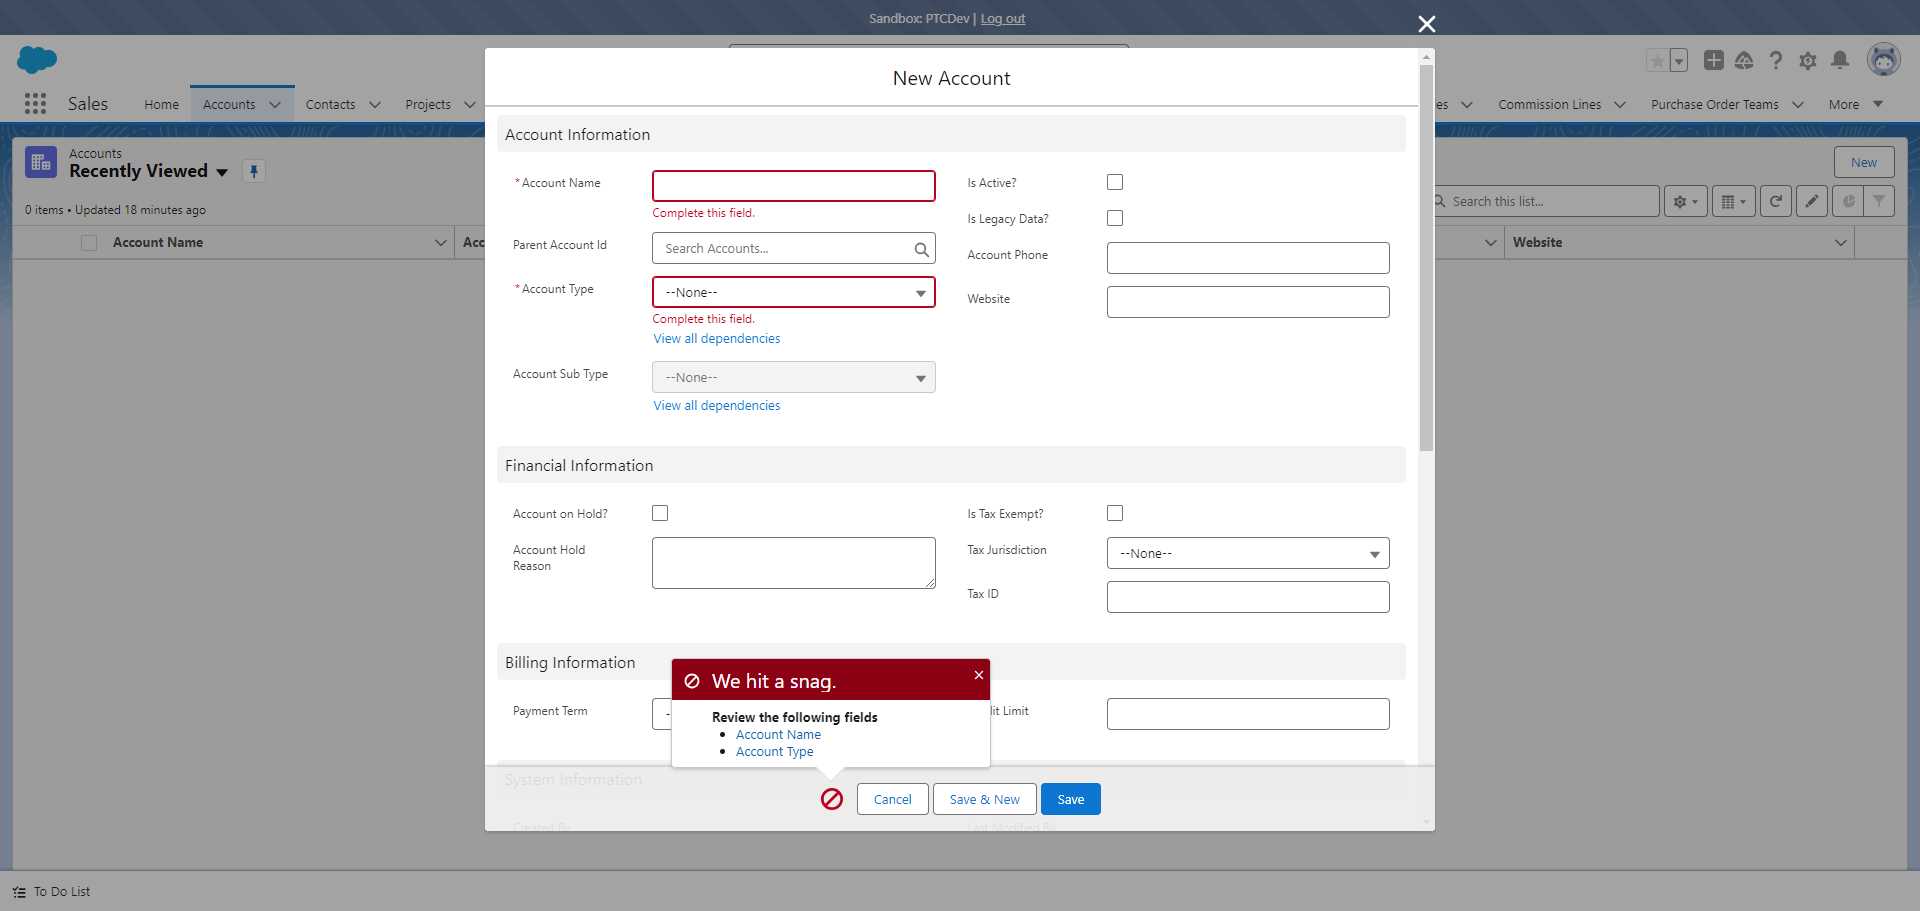 Sandbox: PTCDev | Log out
Sales
Home
Accounts
Contacts
Projects
Commission Lines
Purchase Order Teams
More
Accounts
Recently Viewed
0 items • Updated 18 minutes ago
New
Search this list...
Account Name
Acc
Website
New Account
Account Information
*Account Name
Complete this field.
Parent Account Id
Search Accounts...
*Account Type
--None--
Complete this field.
View all dependencies
Account Sub Type
--None--
View all dependencies
Is Active?
Is Legacy Data?
Account Phone
Website
Financial Information
Account on Hold?
Account Hold
Reason
Is Tax Exempt?
Tax Jurisdiction
--None--
Tax ID
Billing Information
Payment Term
Limit
We hit a snag.
Review the following fields
• Account Name
• Account Type
System Information
Cancel
Save & New
Save
Created By
Last Modified By
To Do List